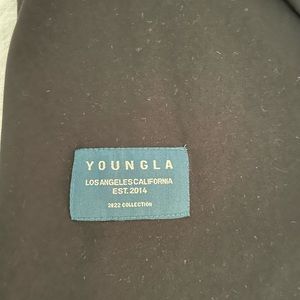 YOUNGLA
LOS ANGELES CALIFORNIA
EST. 2014
2022 COLLECTION